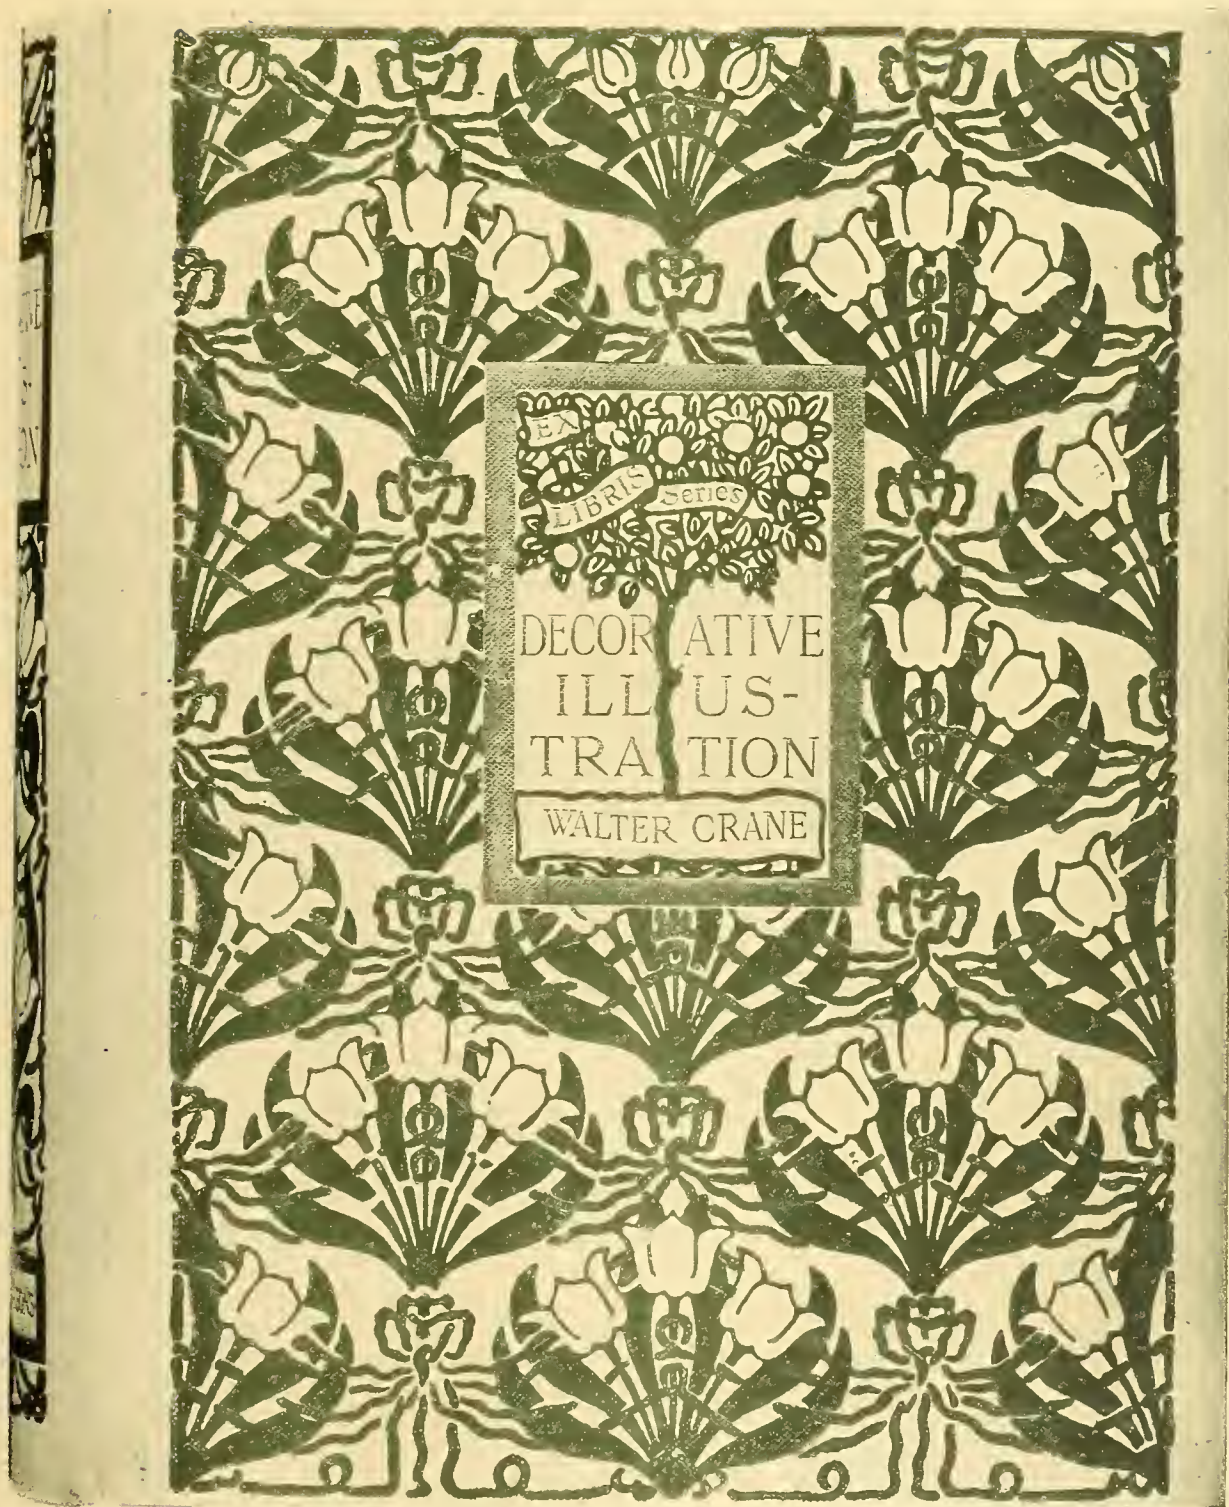 EX
LIBRIS Series
DECORATIVE
ILLUS-
TRATION
WALTER CRANE